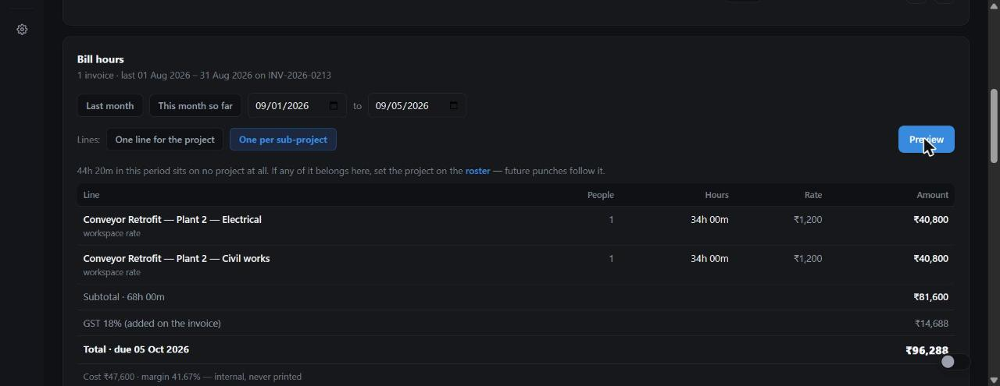 Bill hours
1 invoice · last 01 Aug 2026 – 31 Aug 2026 on INV-2026-0213
Last month This month so far 09/01/2026 to 09/05/2026
Lines: One line for the project One per sub-project Preview
44h 20m in this period sits on no project at all. If any of it belongs here, set the project on the roster — future punches follow it.
Line People Hours Rate Amount
Conveyor Retrofit — Plant 2 — Electrical 1 34h 00m ₹1,200 ₹40,800
workspace rate
Conveyor Retrofit — Plant 2 — Civil works 1 34h 00m ₹1,200 ₹40,800
workspace rate
Subtotal · 68h 00m ₹81,600
GST 18% (added on the invoice) ₹14,688
Total · due 05 Oct 2026 ₹96,288
Cost ₹47,600 · margin 41.67% — internal, never printed